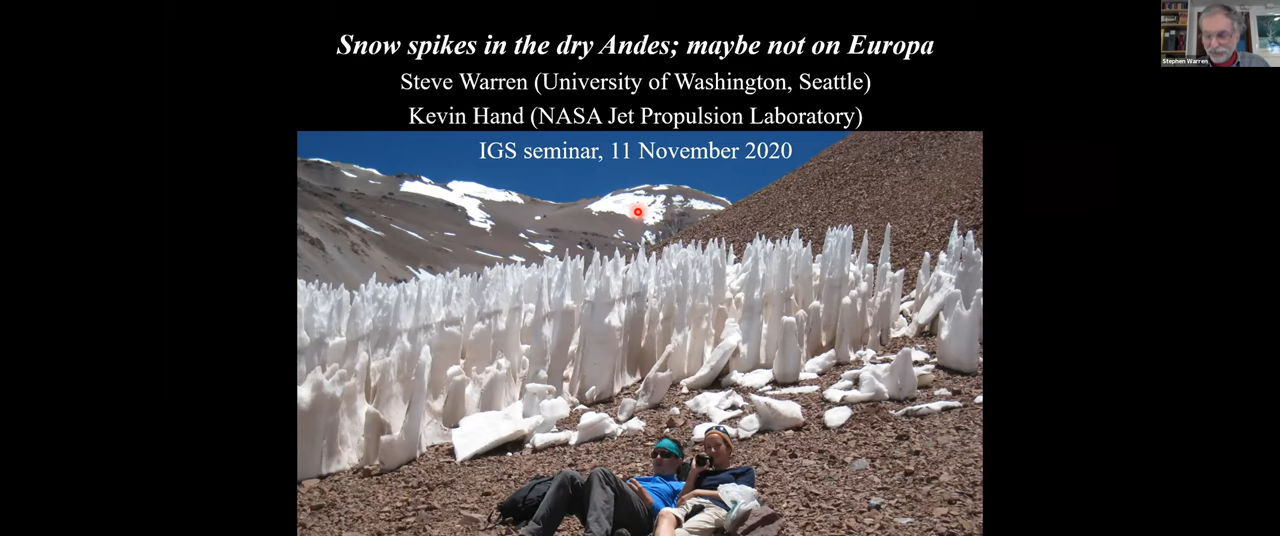 Snow spikes in the dry Andes; maybe not on Europa
Steve Warren (University of Washington, Seattle)
Kevin Hand (NASA Jet Propulsion Laboratory)
IGS seminar, 11 November 2020
Stephen Warren